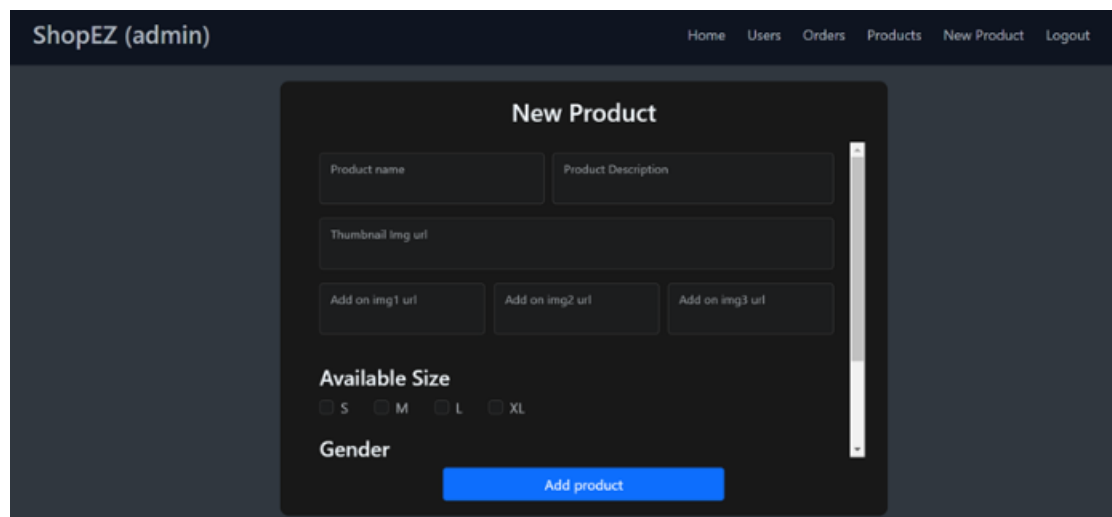 ShopEZ (admin) Home Users Orders Products New Product Logout
New Product
Product name Product Description
Thumbnail Img url
Add on img1 url Add on img2 url Add on img3 url
Available Size
S M L XL
Gender
Add product